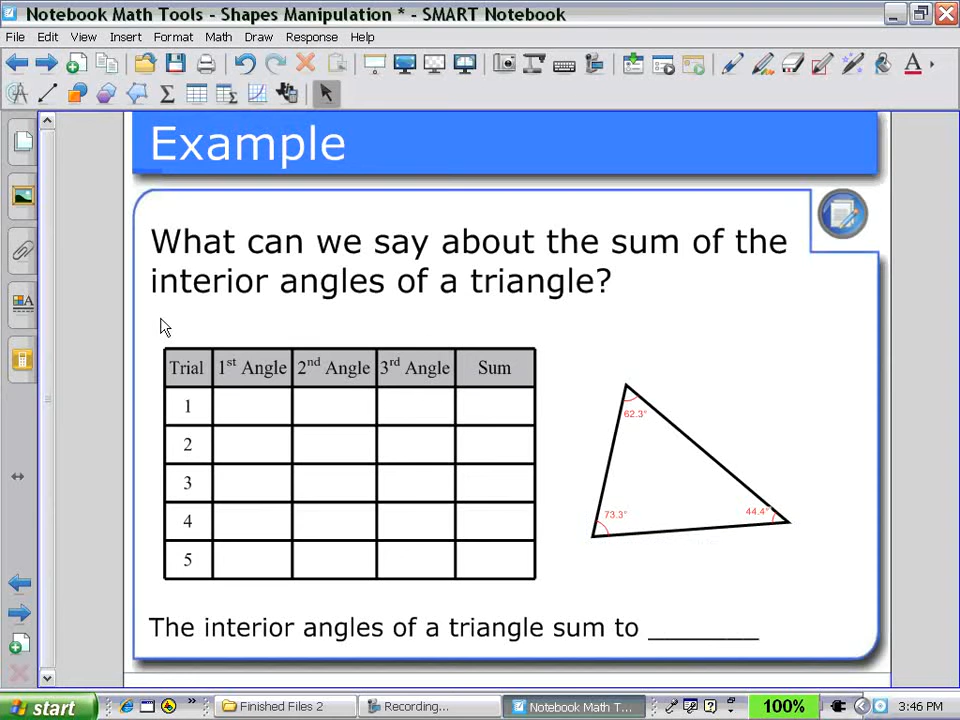 Notebook Math Tools - Shapes Manipulation * - SMART Notebook
File Edit View Insert Format Math Draw Response Help
Example
What can we say about the sum of the
interior angles of a triangle?
Trial 1st Angle 2nd Angle 3rd Angle Sum
1
2
3
4
5
62.3°
73.3°
44.4°
The interior angles of a triangle sum to ________
start Finished Files 2 Recording... Notebook Math T... 100% 3:46 PM